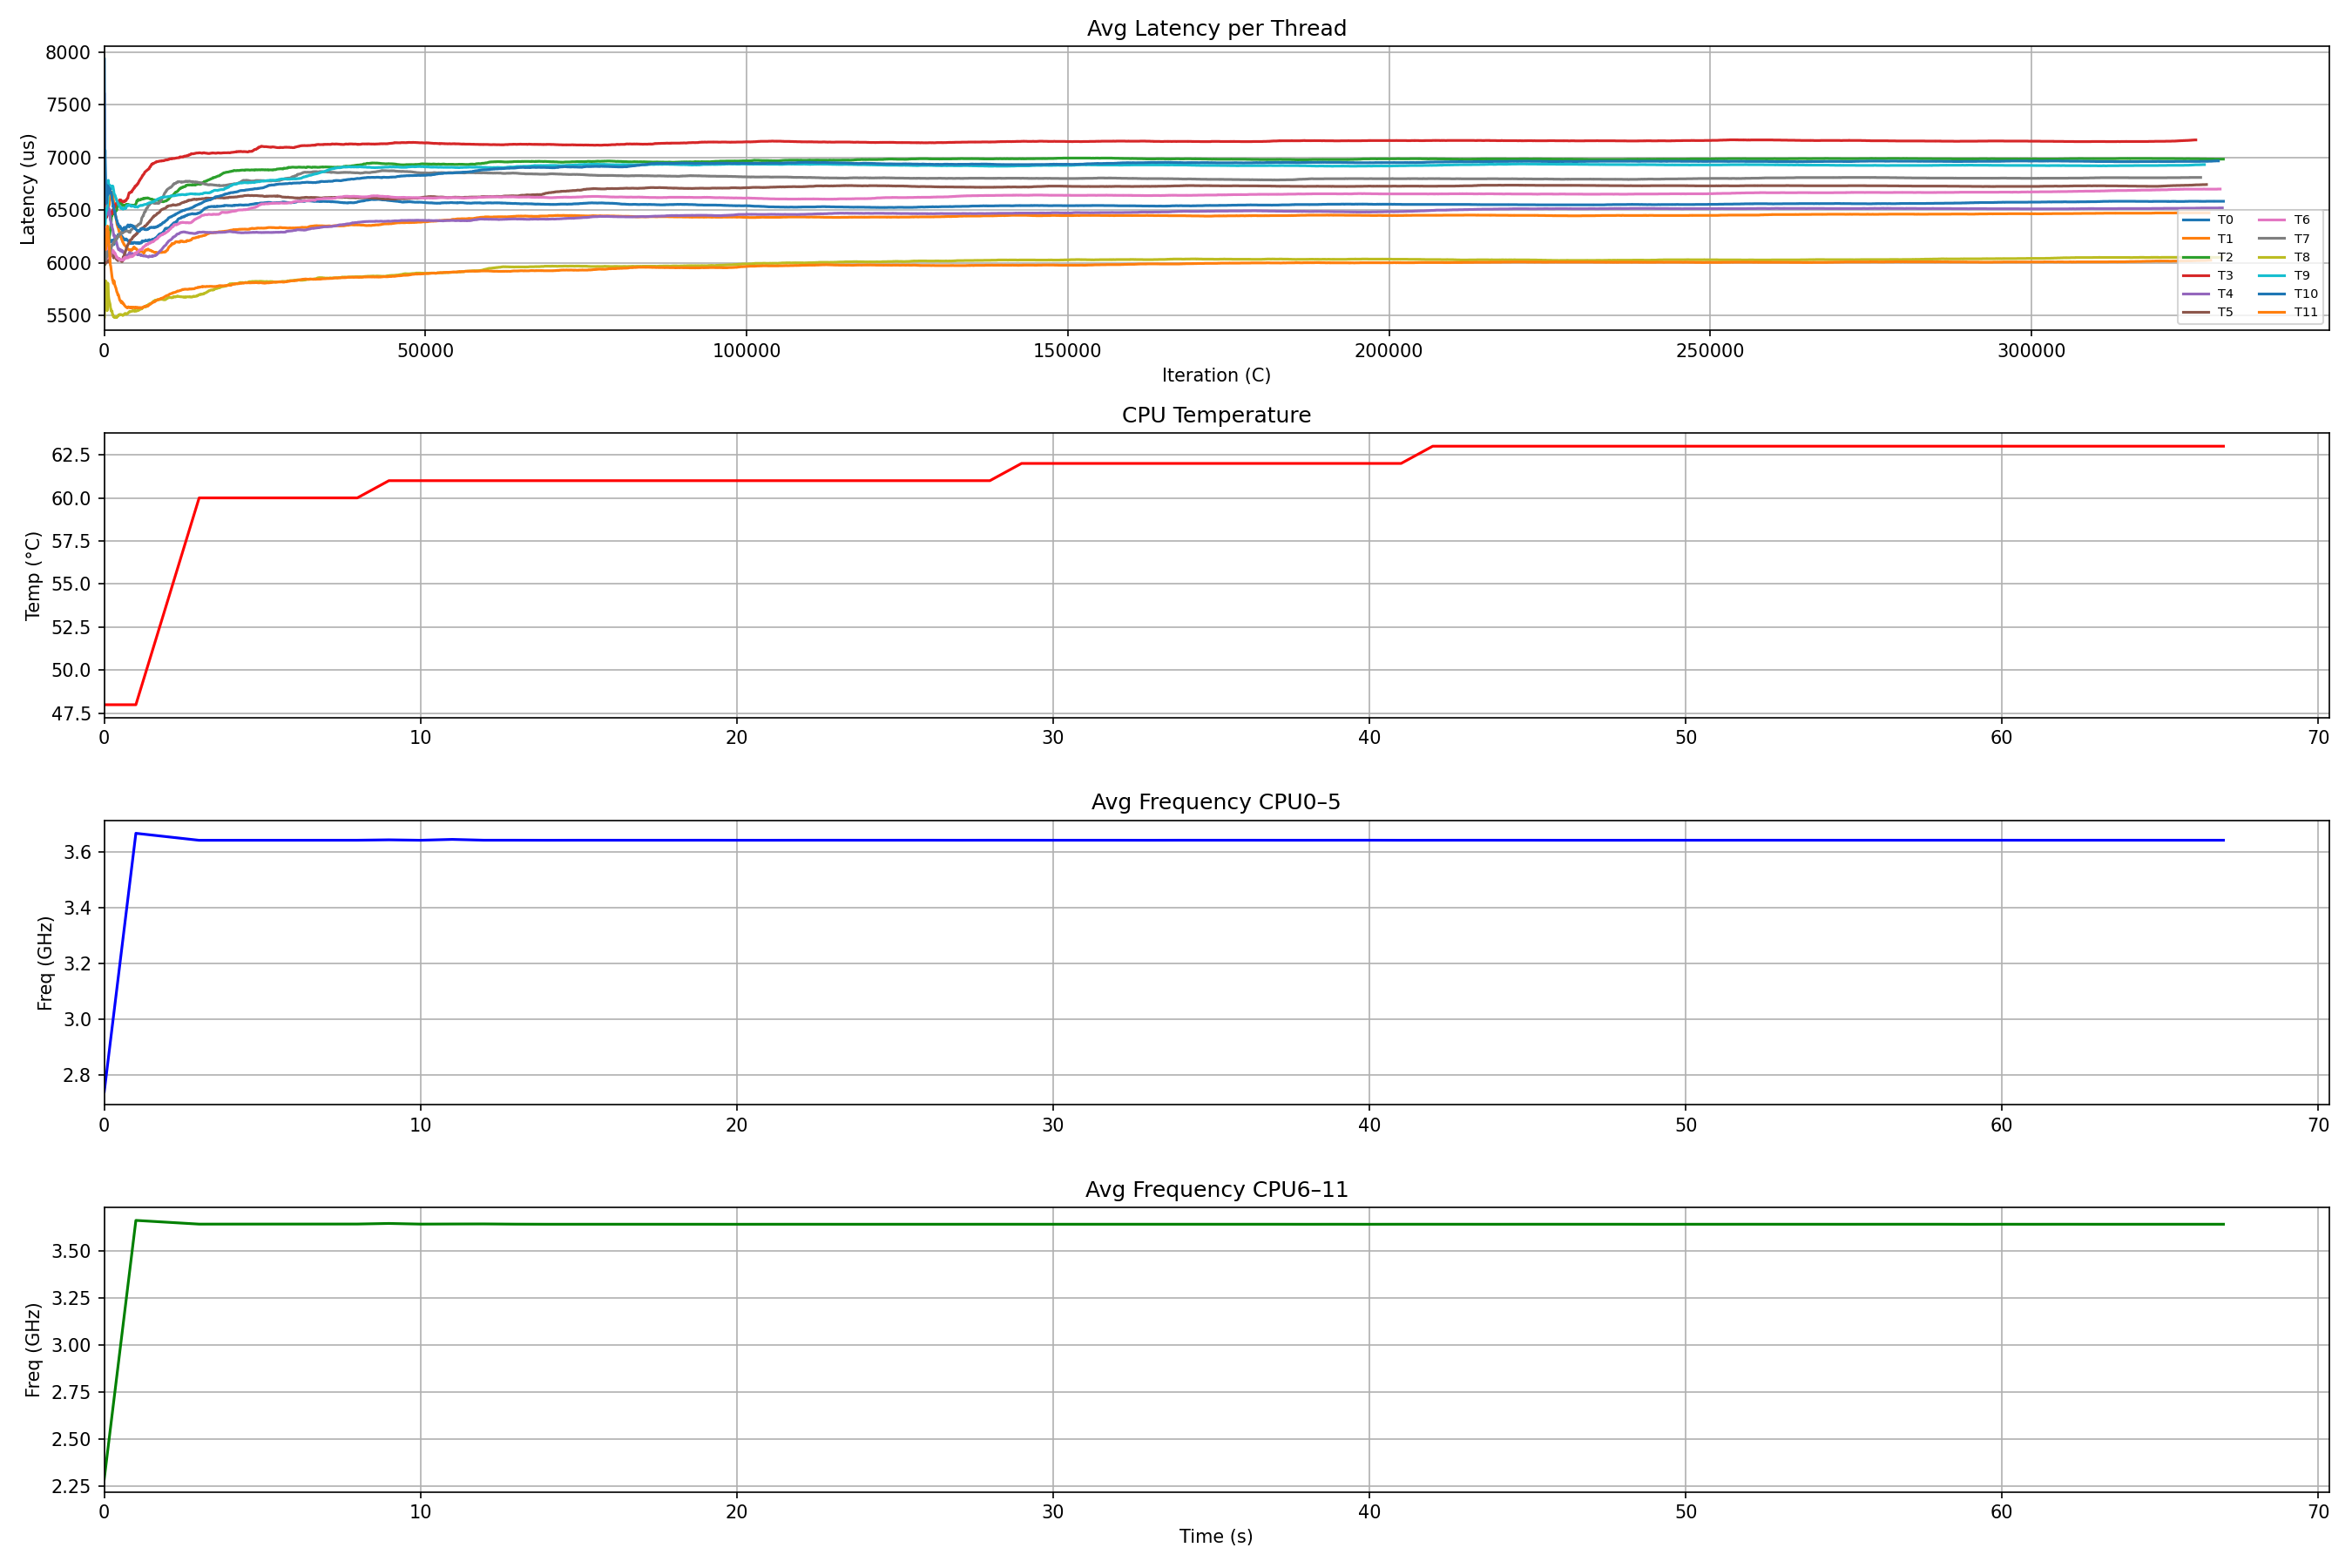 Avg Latency per Thread
8000
7500
7000
6500
6000
5500
Latency (us)
T0 T6
T1 T7
T2 T8
T3 T9
T4 T10
T5 T11
0 50000 100000 150000 200000 250000 300000
Iteration (C)
CPU Temperature
62.5
60.0
57.5
55.0
52.5
50.0
47.5
Temp (°C)
0 10 20 30 40 50 60 70
Avg Frequency CPU0–5
3.6
3.4
3.2
3.0
2.8
Freq (GHz)
0 10 20 30 40 50 60 70
Avg Frequency CPU6–11
3.50
3.25
3.00
2.75
2.50
2.25
Freq (GHz)
0 10 20 30 40 50 60 70
Time (s)